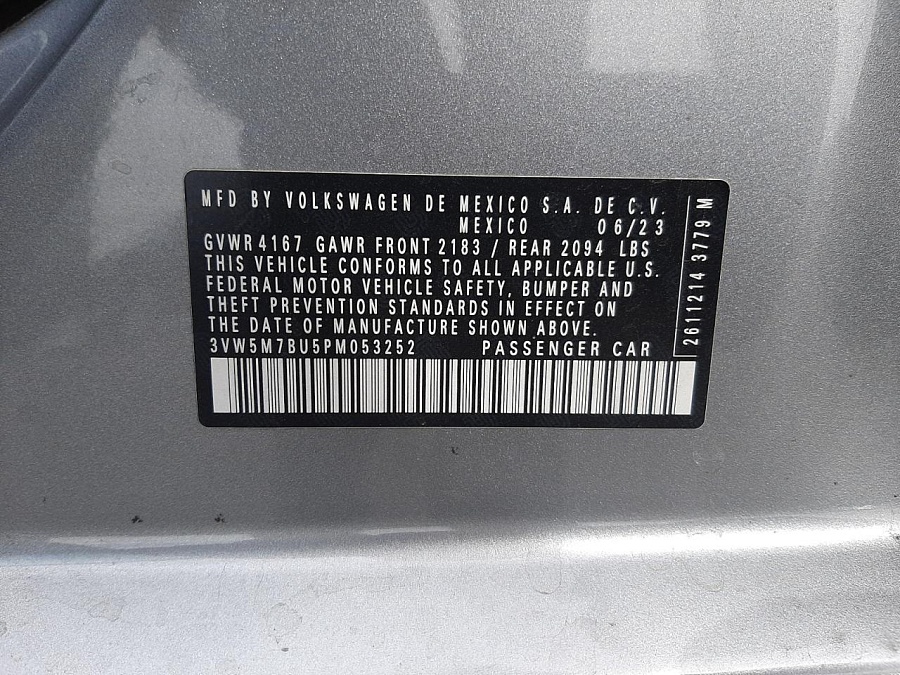 MFD BY VOLKSWAGEN DE MEXICO S.A. DE C.V.
MEXICO 06/23
GVWR 4167 GAWR FRONT 2183 / REAR 2094 LBS
THIS VEHICLE CONFORMS TO ALL APPLICABLE U.S.
FEDERAL MOTOR VEHICLE SAFETY, BUMPER AND
THEFT PREVENTION STANDARDS IN EFFECT ON
THE DATE OF MANUFACTURE SHOWN ABOVE.
3VW5M7BU5PM053252 PASSENGER CAR
2611214 3779 M